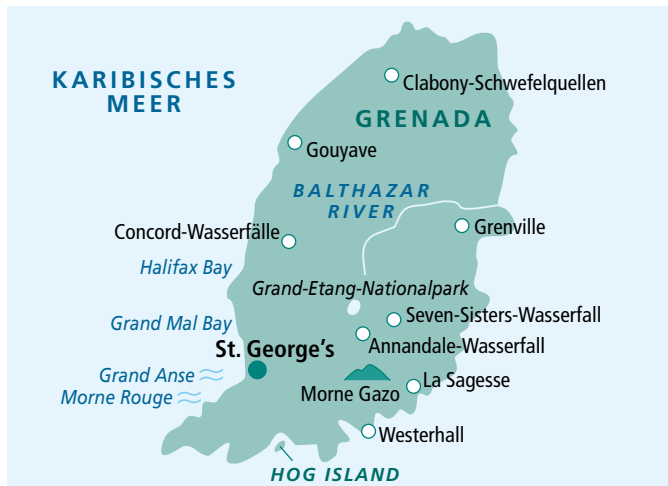 KARIBISCHES
MEER
Clabony-Schwefelquellen
GRENADA
Gouyave
BALTHAZAR
RIVER
Grenville
Concord-Wasserfälle
Halifax Bay
Grand-Etang-Nationalpark
Seven-Sisters-Wasserfall
Grand Mal Bay
Annandale-Wasserfall
St. George's
Grand Anse
La Sagesse
Morne Rouge
Morne Gazo
Westerhall
HOG ISLAND